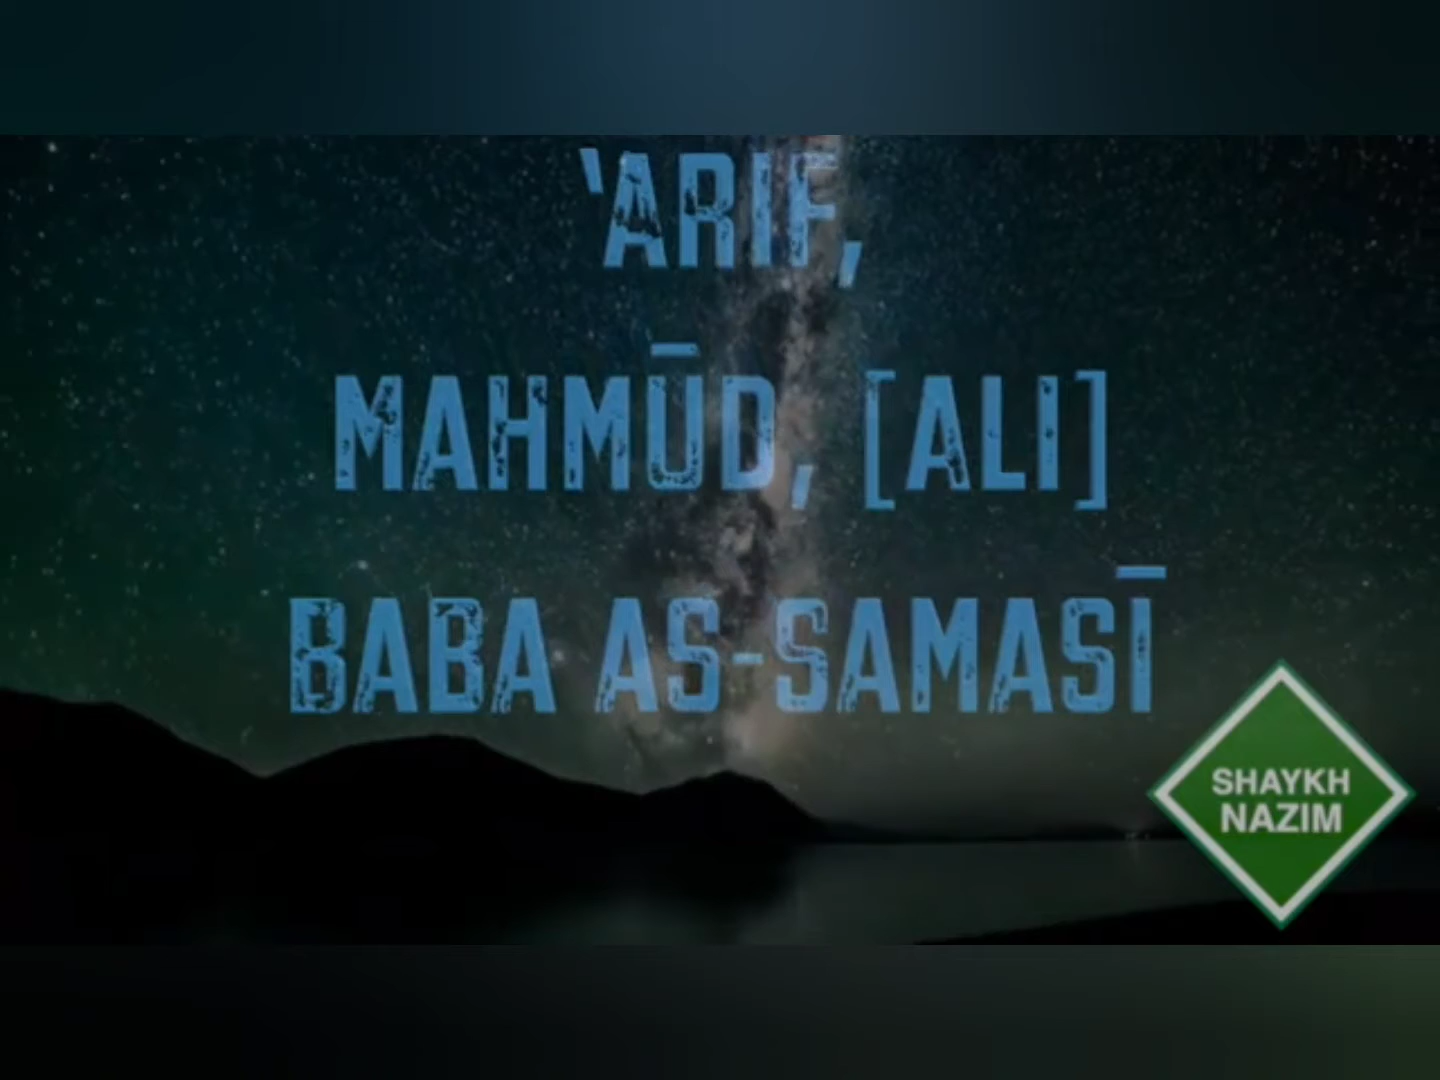 ‘ARIF,
MAHMŪD, [ALI]
BABA AS-SAMASĪ
SHAYKH
NAZIM